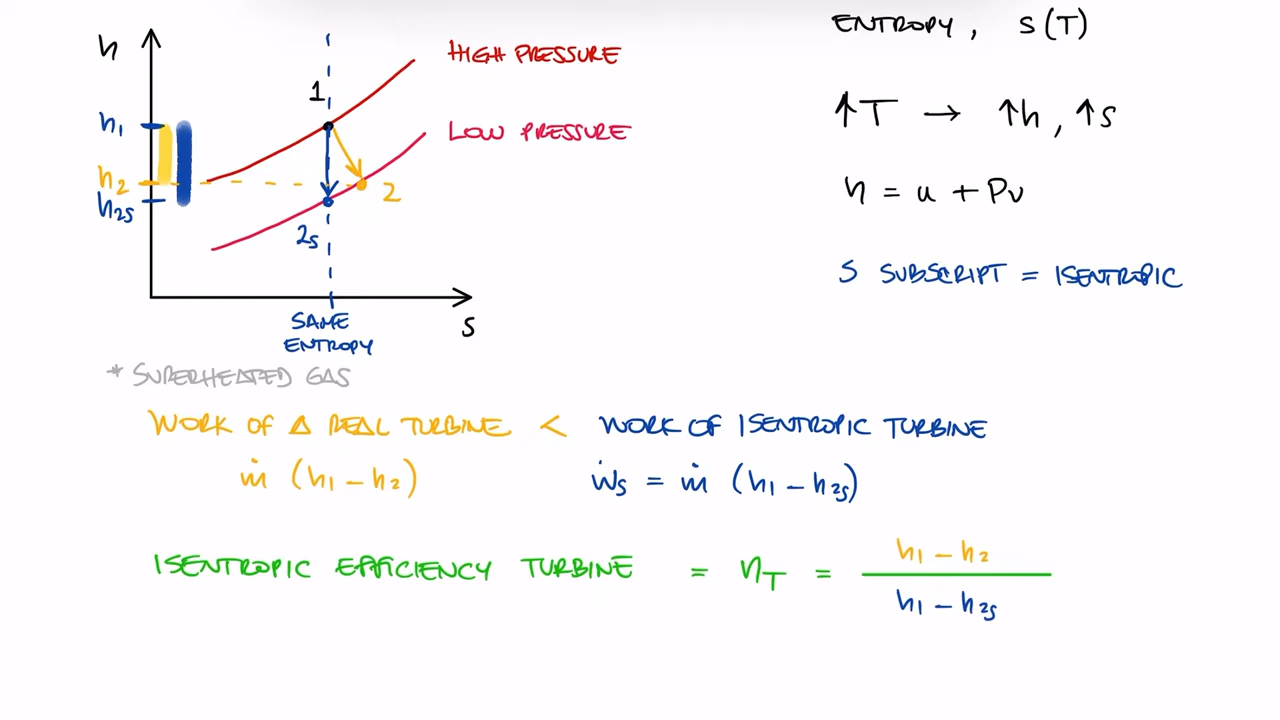 h
h₁
h₂
h₂s
1
2
2s
HIGH PRESSURE
LOW PRESSURE
SAME
ENTROPY
s
* SUPERHEATED GAS
ENTROPY, s(T)
↑T → ↑h, ↑s
h = u + Pv
S SUBSCRIPT = ISENTROPIC
WORK OF A REAL TURBINE < WORK OF ISENTROPIC TURBINE
ṁ (h₁ − h₂) Ẇs = ṁ (h₁ − h₂s)
ISENTROPIC EFFICIENCY TURBINE = ηT = (h₁ − h₂) / (h₁ − h₂s)